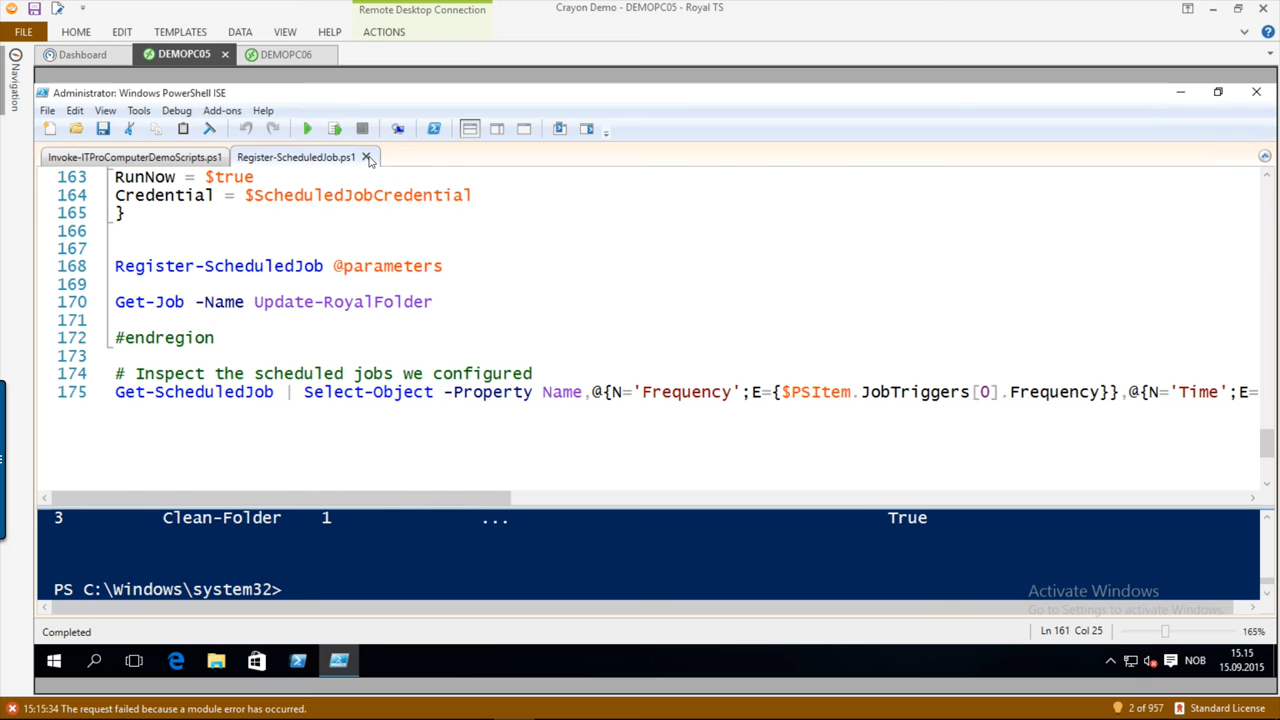 Remote Desktop Connection
Crayon Demo - DEMOPC05 - Royal TS
FILE HOME EDIT TEMPLATES DATA VIEW HELP ACTIONS
Dashboard DEMOPC05 DEMOPC06
Navigation
Administrator: Windows PowerShell ISE
File Edit View Tools Debug Add-ons Help
Invoke-ITProComputerDemoScripts.ps1 Register-ScheduledJob.ps1
163 RunNow = $true
164 Credential = $ScheduledJobCredential
165 }
166
167
168 Register-ScheduledJob @parameters
169
170 Get-Job -Name Update-RoyalFolder
171
172 #endregion
173
174 # Inspect the scheduled jobs we configured
175 Get-ScheduledJob | Select-Object -Property Name,@{N='Frequency';E={$PSItem.JobTriggers[0].Frequency}},@{N='Time';E=
3 Clean-Folder 1 ... True
PS C:\Windows\system32>
Activate Windows
Go to Settings to activate Windows.
Completed
Ln 161 Col 25 165%
NOB
15.15
15.09.2015
15:15:34 The request failed because a module error has occurred.
2 of 957 Standard License